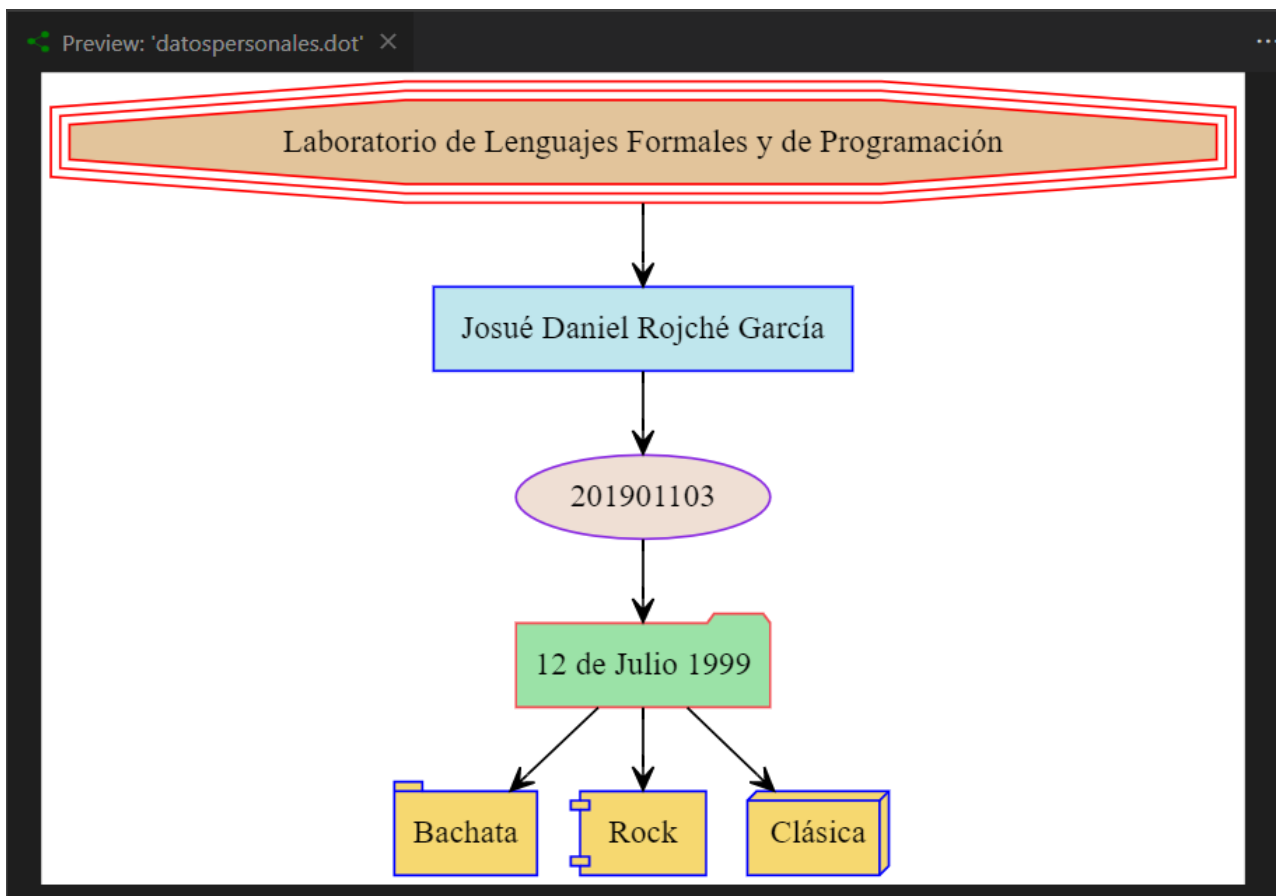 Preview: 'datospersonales.dot'
Laboratorio de Lenguajes Formales y de Programación
Josué Daniel Rojché García
201901103
12 de Julio 1999
Bachata
Rock
Clásica